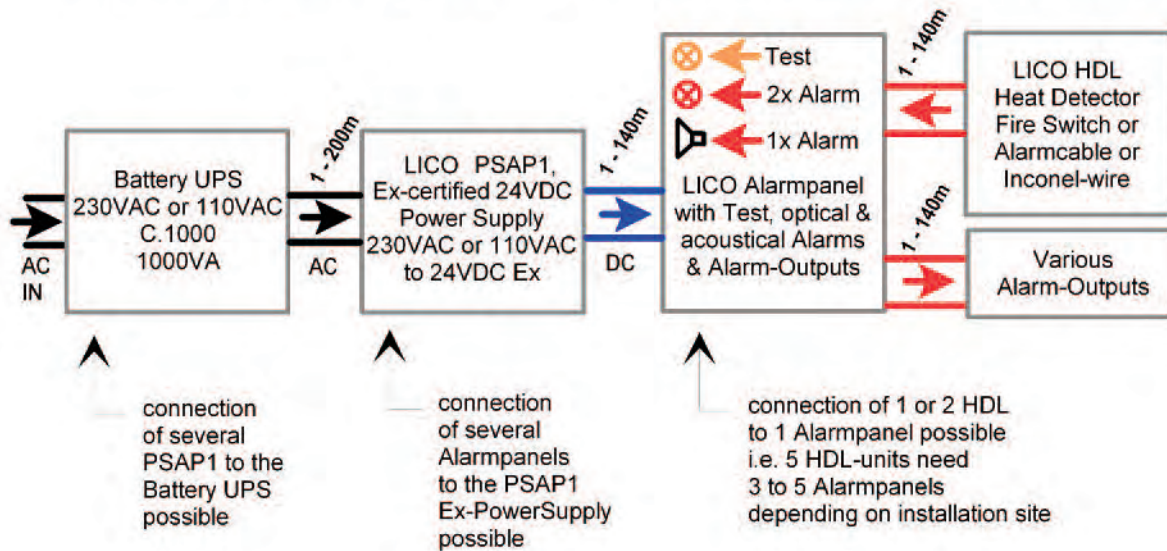 AC
IN
Battery UPS
230VAC or 110VAC
C.1000
1000VA
1 - 200m
AC
LICO PSAP1,
Ex-certified 24VDC
Power Supply
230VAC or 110VAC
to 24VDC Ex
1 - 140m
DC
Test
2x Alarm
1x Alarm
LICO Alarmpanel
with Test, optical &
acoustical Alarms
& Alarm-Outputs
1 - 140m
LICO HDL
Heat Detector
Fire Switch or
Alarmcable or
Inconel-wire
1 - 140m
Various
Alarm-Outputs
connection
of several
PSAP1 to the
Battery UPS
possible
connection
of several
Alarmpanels
to the PSAP1
Ex-PowerSupply
possible
connection of 1 or 2 HDL
to 1 Alarmpanel possible
i.e. 5 HDL-units need
3 to 5 Alarmpanels
depending on installation site